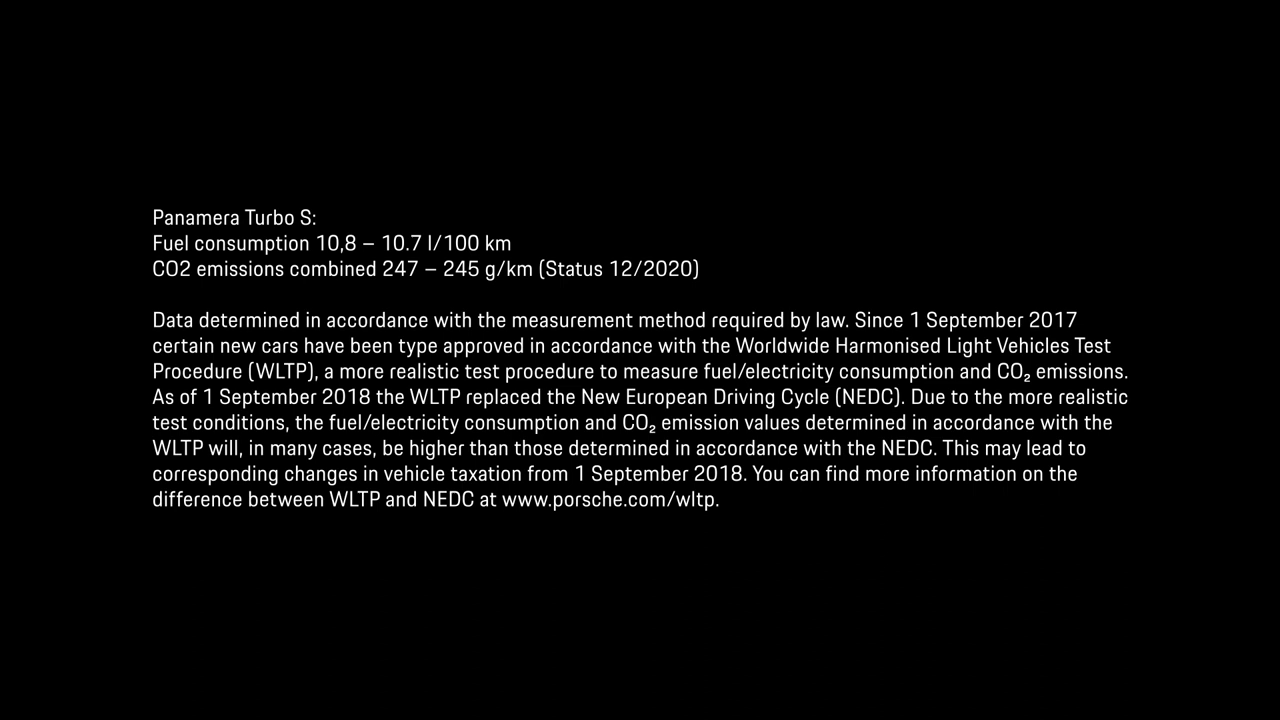 Panamera Turbo S:
Fuel consumption 10,8 – 10.7 l/100 km
CO2 emissions combined 247 – 245 g/km (Status 12/2020)
Data determined in accordance with the measurement method required by law. Since 1 September 2017
certain new cars have been type approved in accordance with the Worldwide Harmonised Light Vehicles Test
Procedure (WLTP), a more realistic test procedure to measure fuel/electricity consumption and CO₂ emissions.
As of 1 September 2018 the WLTP replaced the New European Driving Cycle (NEDC). Due to the more realistic
test conditions, the fuel/electricity consumption and CO₂ emission values determined in accordance with the
WLTP will, in many cases, be higher than those determined in accordance with the NEDC. This may lead to
corresponding changes in vehicle taxation from 1 September 2018. You can find more information on the
difference between WLTP and NEDC at www.porsche.com/wltp.